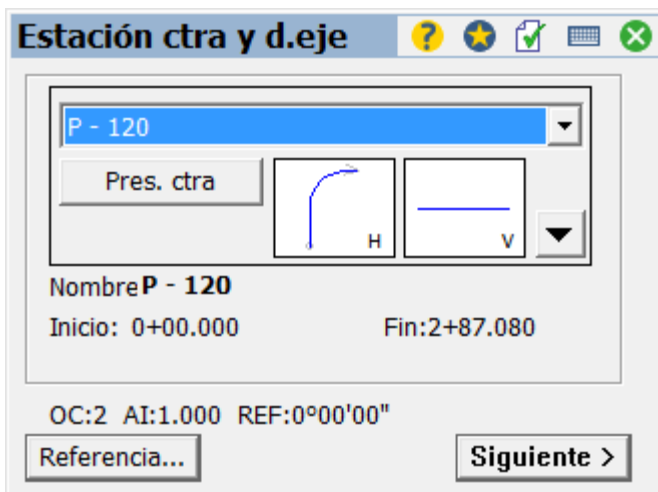 Estación ctra y d.eje ?
P - 120
Pres. ctra
H V
Nombre P - 120
Inicio: 0+00.000 Fin:2+87.080
OC:2 AI:1.000 REF:0°00'00"
Referencia... Siguiente >